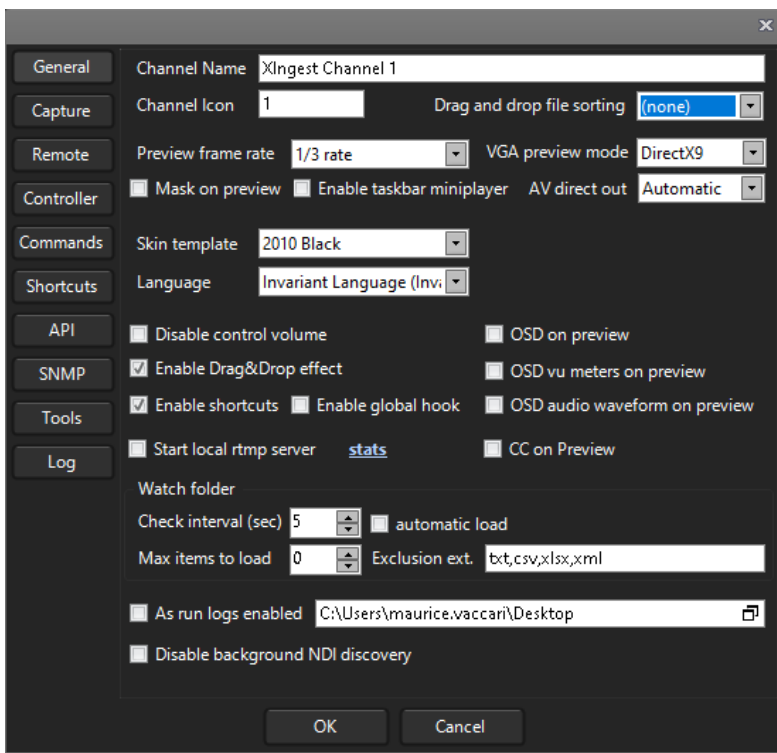 x
General
Capture
Remote
Controller
Commands
Shortcuts
API
SNMP
Tools
Log
Channel Name XIngest Channel 1
Channel Icon 1 Drag and drop file sorting (none)
Preview frame rate 1/3 rate VGA preview mode DirectX9
Mask on preview Enable taskbar miniplayer AV direct out Automatic
Skin template 2010 Black
Language Invariant Language (Inva
Disable control volume OSD on preview
Enable Drag&Drop effect OSD vu meters on preview
Enable shortcuts Enable global hook OSD audio waveform on preview
Start local rtmp server stats CC on Preview
Watch folder
Check interval (sec) 5 automatic load
Max items to load 0 Exclusion ext. txt,csv,xlsx,xml
As run logs enabled C:\Users\maurice.vaccari\Desktop
Disable background NDI discovery
OK Cancel